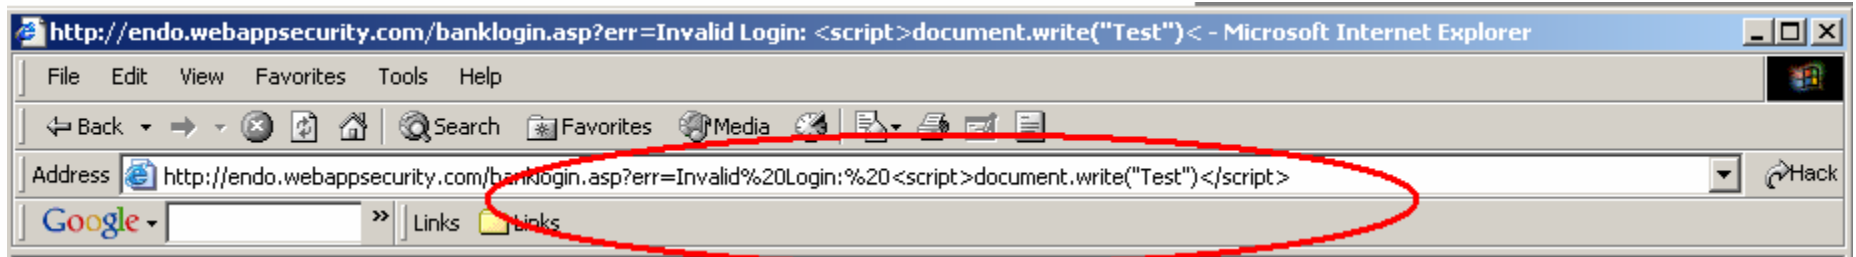 http://endo.webappsecurity.com/banklogin.asp?err=Invalid Login: <script>document.write("Test")< - Microsoft Internet Explorer
File Edit View Favorites Tools Help
Back Search Favorites Media
Address http://endo.webappsecurity.com/banklogin.asp?err=Invalid%20Login:%20<script>document.write("Test")</script> Hack
Google » Links Links